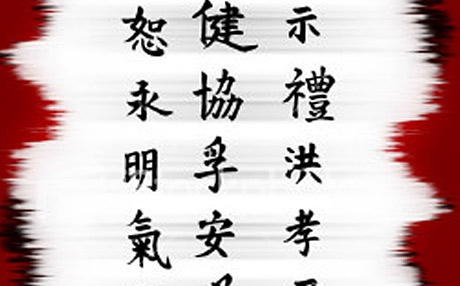 恕 健 示
永 協 禮
明 孚 洪
氣 安 孝